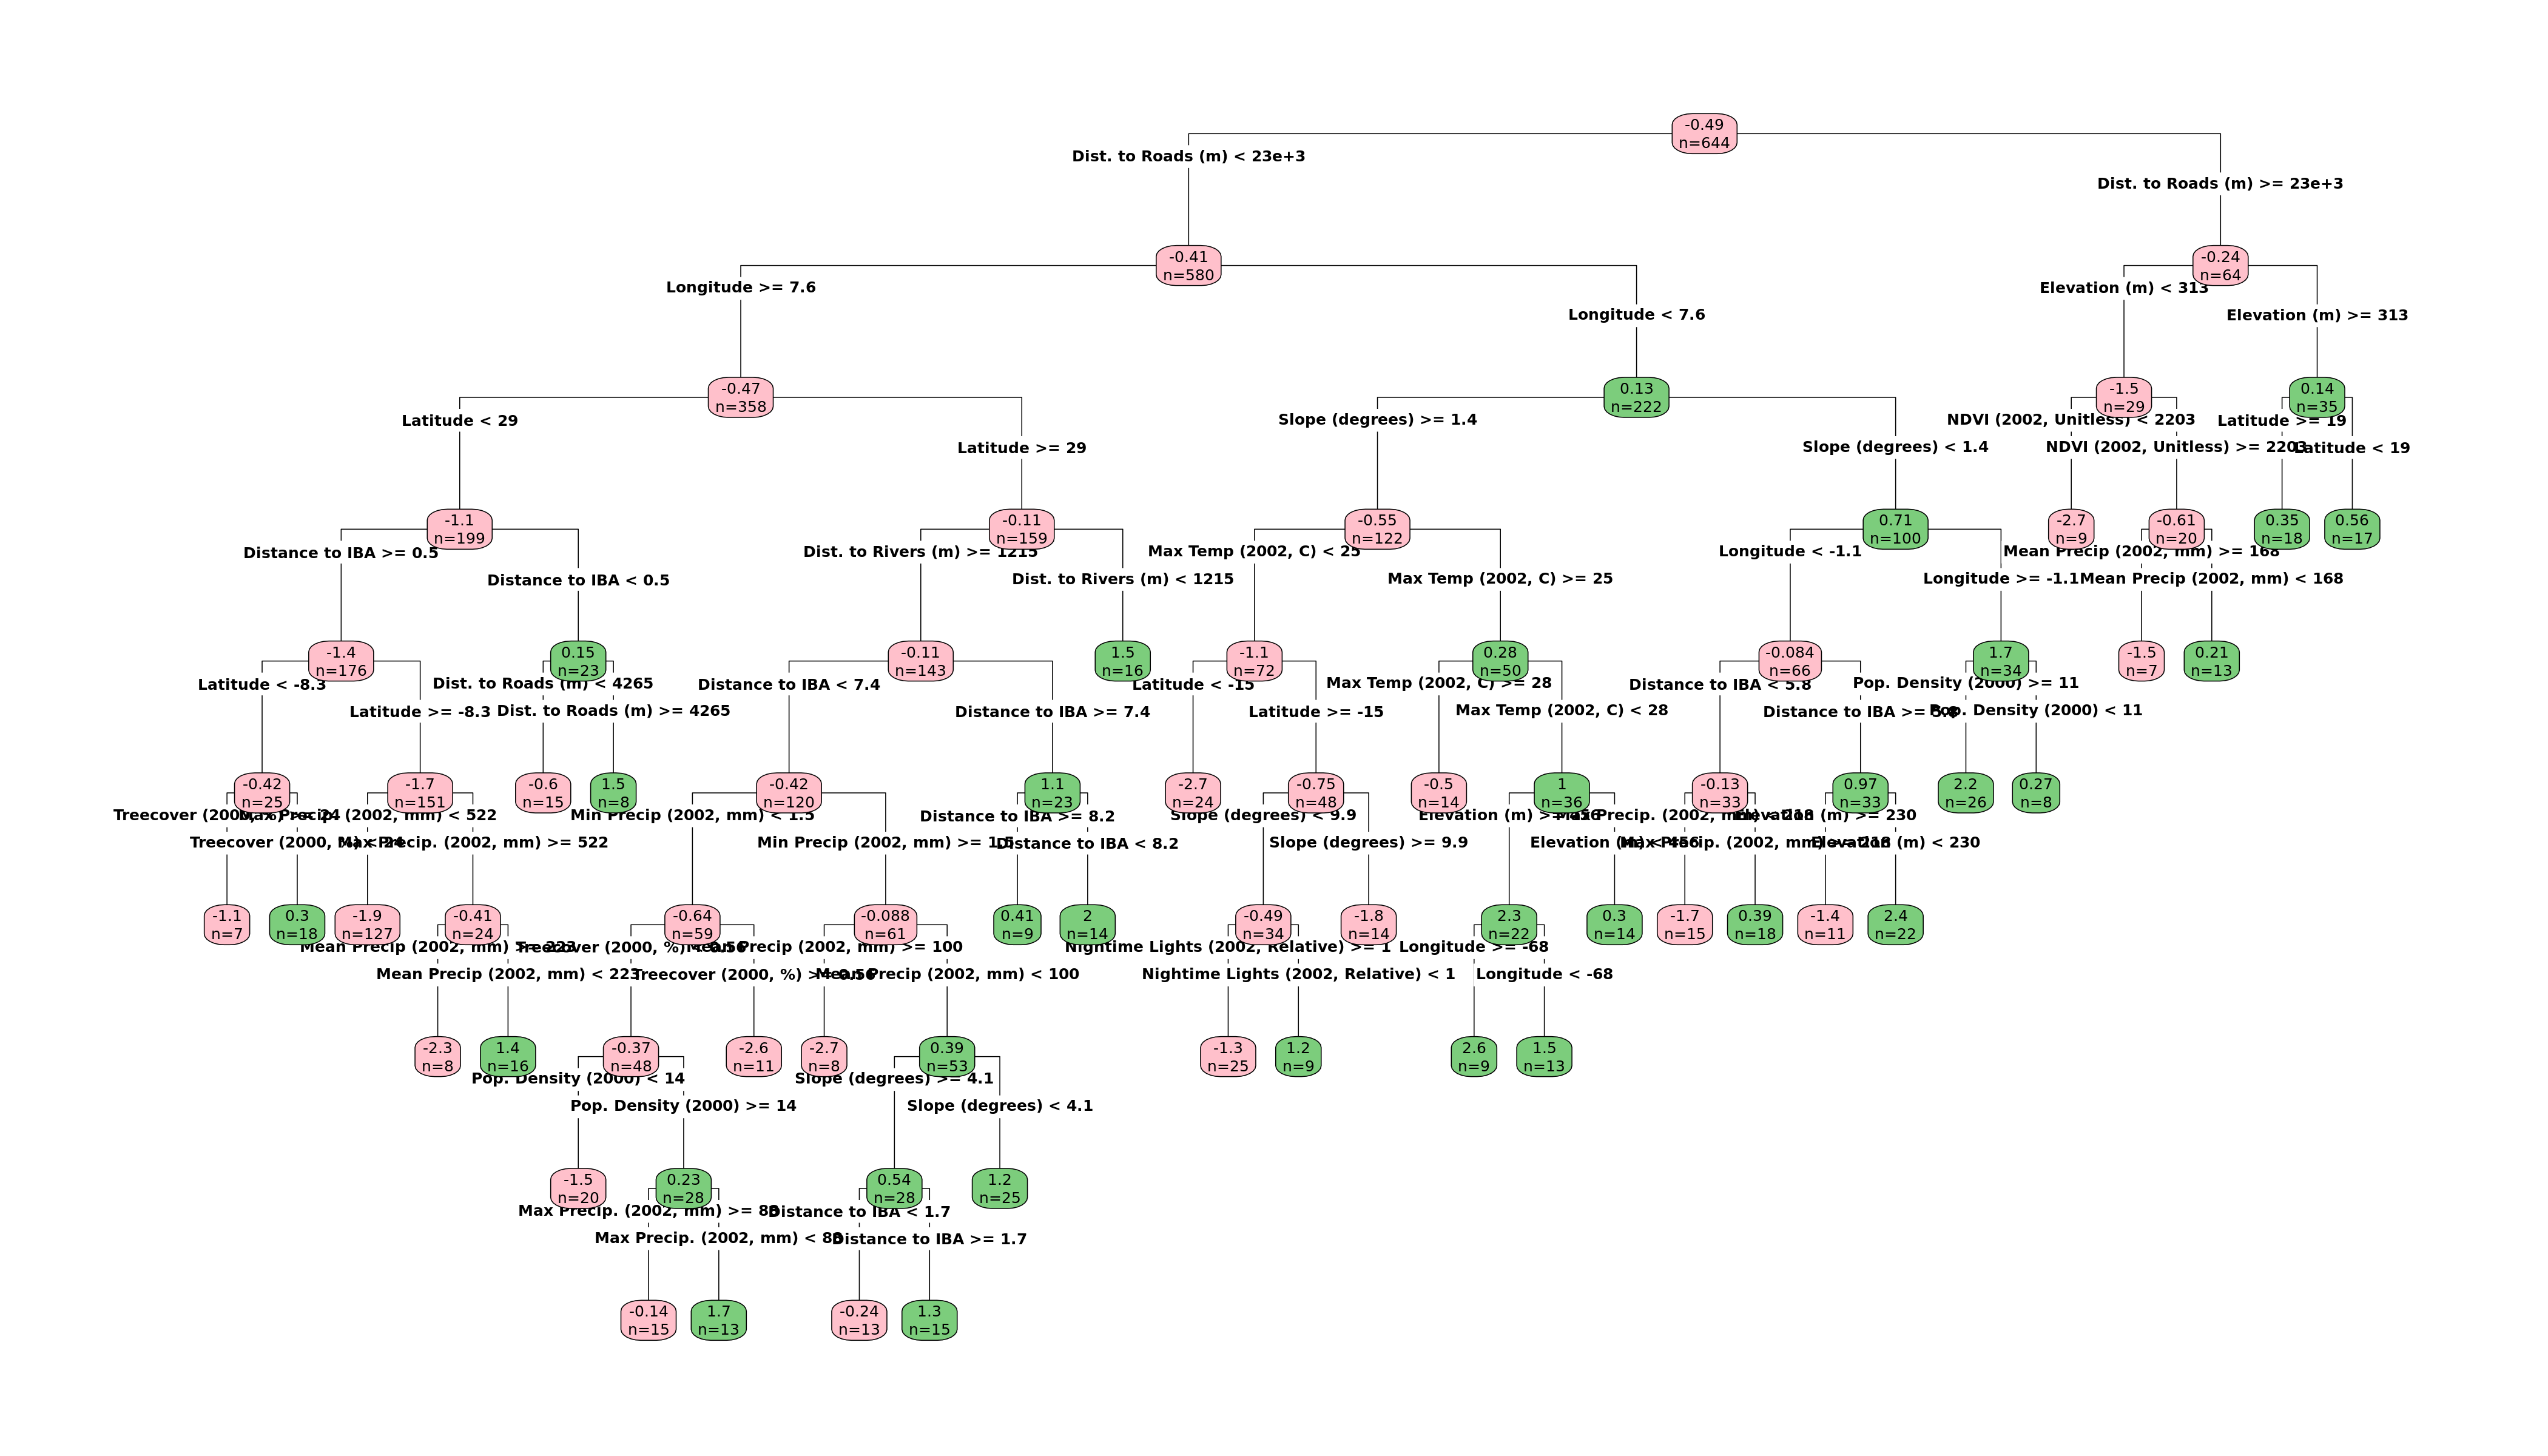 -0.49
n=644
Dist. to Roads (m) < 23e+3
Dist. to Roads (m) >= 23e+3
-0.41
n=580
-0.24
n=64
Longitude >= 7.6
Elevation (m) < 313
Longitude < 7.6
Elevation (m) >= 313
-0.47
n=358
0.13
n=222
-1.5
n=29
0.14
n=35
Latitude < 29
Slope (degrees) >= 1.4
NDVI (2002, Unitless) < 2203
Latitude >= 19
Latitude >= 29
Slope (degrees) < 1.4
NDVI (2002, Unitless) >= 2203
Latitude < 19
-1.1
n=199
-0.11
n=159
-0.55
n=122
0.71
n=100
-2.7
n=9
-0.61
n=20
0.35
n=18
0.56
n=17
Distance to IBA >= 0.5
Dist. to Rivers (m) >= 1215
Max Temp (2002, C) < 25
Longitude < -1.1
Mean Precip (2002, mm) >= 168
Distance to IBA < 0.5
Dist. to Rivers (m) < 1215
Max Temp (2002, C) >= 25
Longitude >= -1.1
Mean Precip (2002, mm) < 168
-1.4
n=176
0.15
n=23
-0.11
n=143
1.5
n=16
-1.1
n=72
0.28
n=50
-0.084
n=66
1.7
n=34
-1.5
n=7
0.21
n=13
Latitude < -8.3
Dist. to Roads (m) < 4265
Distance to IBA < 7.4
Latitude < -15
Max Temp (2002, C) >= 28
Distance to IBA < 5.8
Pop. Density (2000) >= 11
Latitude >= -8.3
Dist. to Roads (m) >= 4265
Distance to IBA >= 7.4
Latitude >= -15
Max Temp (2002, C) < 28
Distance to IBA >= 5.8
Pop. Density (2000) < 11
-0.42
n=25
-1.7
n=151
-0.6
n=15
1.5
n=8
-0.42
n=120
1.1
n=23
-2.7
n=24
-0.75
n=48
-0.5
n=14
1
n=36
-0.13
n=33
0.97
n=33
2.2
n=26
0.27
n=8
Treecover (2000, %) >= 24
Max Precip. (2002, mm) < 522
Min Precip (2002, mm) < 1.5
Distance to IBA >= 8.2
Slope (degrees) < 9.9
Elevation (m) >= 456
Max Precip. (2002, mm) < 218
Elevation (m) >= 230
Treecover (2000, %) < 24
Max Precip. (2002, mm) >= 522
Min Precip (2002, mm) >= 1.5
Distance to IBA < 8.2
Slope (degrees) >= 9.9
Elevation (m) < 456
Max Precip. (2002, mm) >= 218
Elevation (m) < 230
-1.1
n=7
0.3
n=18
-1.9
n=127
-0.41
n=24
-0.64
n=59
-0.088
n=61
0.41
n=9
2
n=14
-0.49
n=34
-1.8
n=14
2.3
n=22
0.3
n=14
-1.7
n=15
0.39
n=18
-1.4
n=11
2.4
n=22
Mean Precip (2002, mm) >= 223
Treecover (2000, %) < 0.56
Mean Precip (2002, mm) >= 100
Nightime Lights (2002, Relative) >= 1
Longitude >= -68
Mean Precip (2002, mm) < 223
Treecover (2000, %) >= 0.56
Mean Precip (2002, mm) < 100
Nightime Lights (2002, Relative) < 1
Longitude < -68
-2.3
n=8
1.4
n=16
-0.37
n=48
-2.6
n=11
-2.7
n=8
0.39
n=53
-1.3
n=25
1.2
n=9
2.6
n=9
1.5
n=13
Pop. Density (2000) < 14
Slope (degrees) >= 4.1
Pop. Density (2000) >= 14
Slope (degrees) < 4.1
-1.5
n=20
0.23
n=28
0.54
n=28
1.2
n=25
Max Precip. (2002, mm) >=
Distance to IBA < 1.7
Max Precip. (2002, mm) <
Distance to IBA >= 1.7
-0.14
n=15
1.7
n=13
-0.24
n=13
1.3
n=15